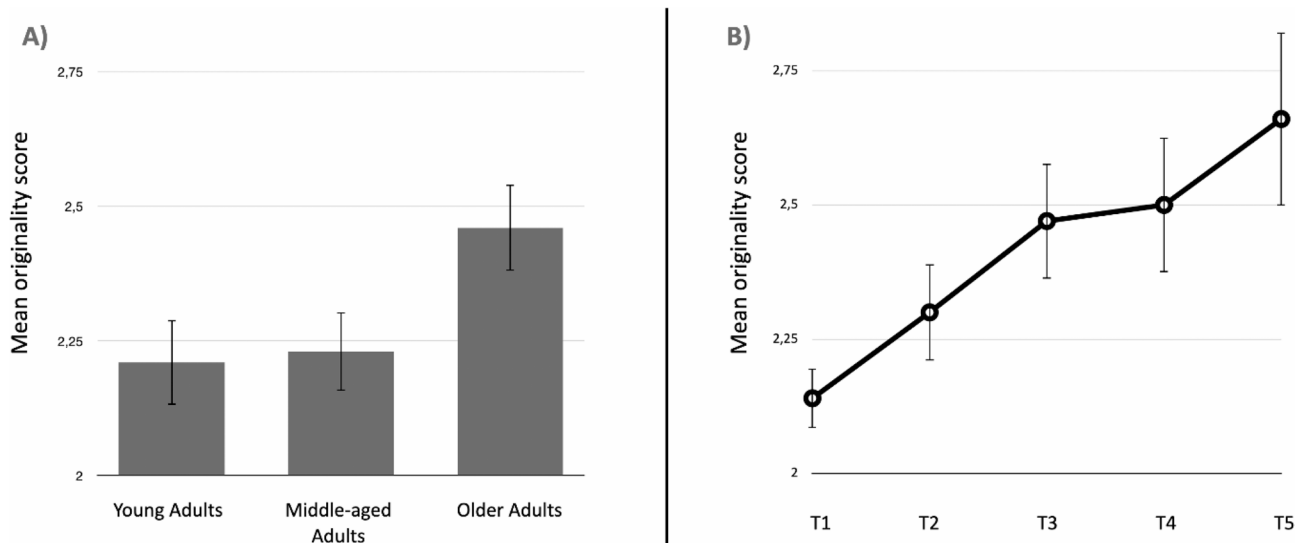 A)
Mean originality score
2,75
2,5
2,25
2
Young Adults
Middle-aged
Adults
Older Adults
B)
Mean originality score
2,75
2,5
2,25
2
T1
T2
T3
T4
T5